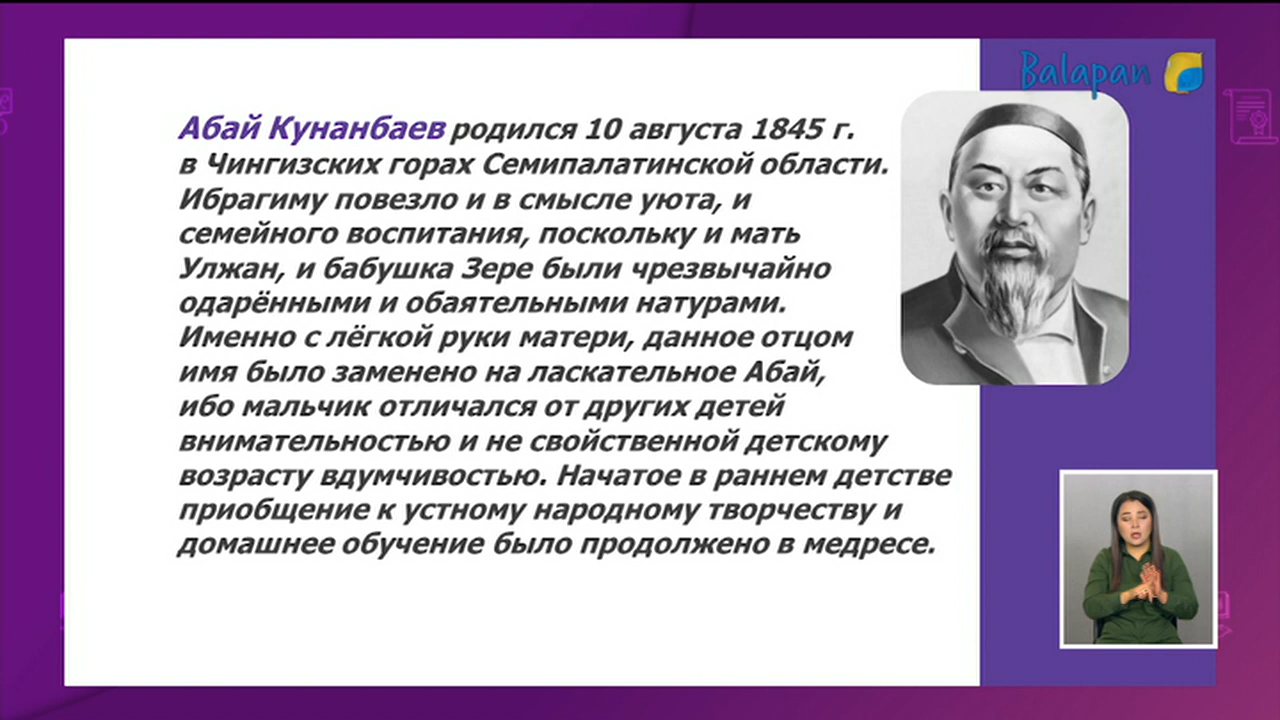 Balapan
Абай Кунанбаев родился 10 августа 1845 г.
в Чингизских горах Семипалатинской области.
Ибрагиму повезло и в смысле уюта, и
семейного воспитания, поскольку и мать
Улжан, и бабушка Зере были чрезвычайно
одарёнными и обаятельными натурами.
Именно с лёгкой руки матери, данное отцом
имя было заменено на ласкательное Абай,
ибо мальчик отличался от других детей
внимательностью и не свойственной детскому
возрасту вдумчивостью. Начатое в раннем детстве
приобщение к устному народному творчеству и
домашнее обучение было продолжено в медресе.